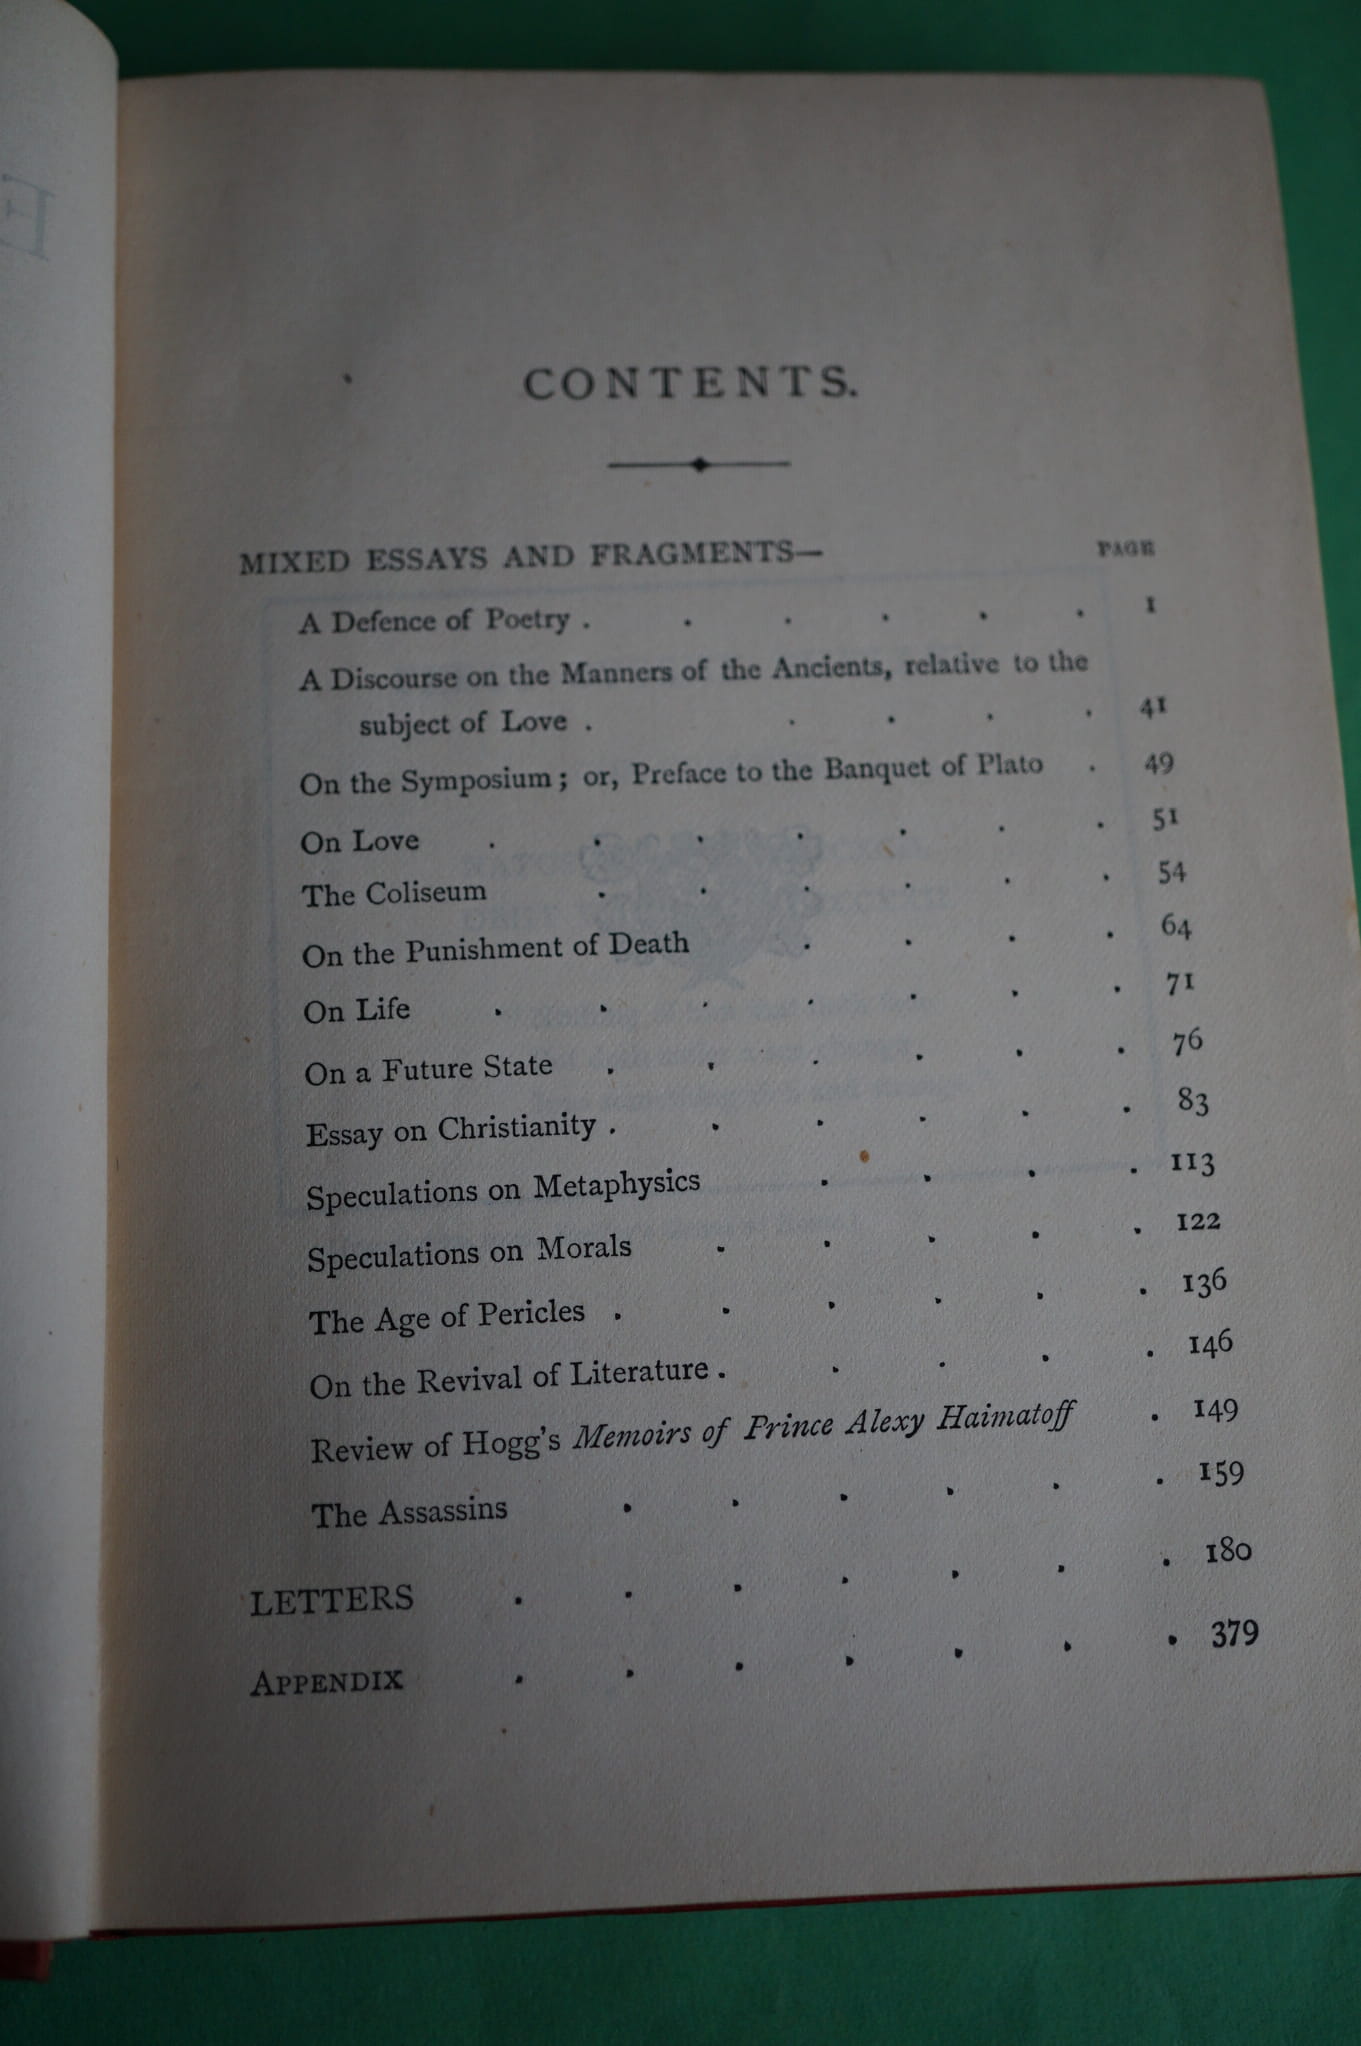 CONTENTS.
MIXED ESSAYS AND FRAGMENTS— PAGE
A Defence of Poetry . . . . . . 1
A Discourse on the Manners of the Ancients, relative to the
subject of Love . . . . . 41
On the Symposium; or, Preface to the Banquet of Plato . 49
On Love . . . . . . . 51
The Coliseum . . . . . . 54
On the Punishment of Death . . . . 64
On Life . . . . . . . 71
On a Future State . . . . . . 76
Essay on Christianity . . . . . . 83
Speculations on Metaphysics . . . . 113
Speculations on Morals . . . . . 122
The Age of Pericles . . . . . . 136
On the Revival of Literature . . . . . 146
Review of Hogg's Memoirs of Prince Alexy Haimatoff . 149
The Assassins . . . . . . 159
LETTERS . . . . . . . 180
APPENDIX . . . . . . . 379